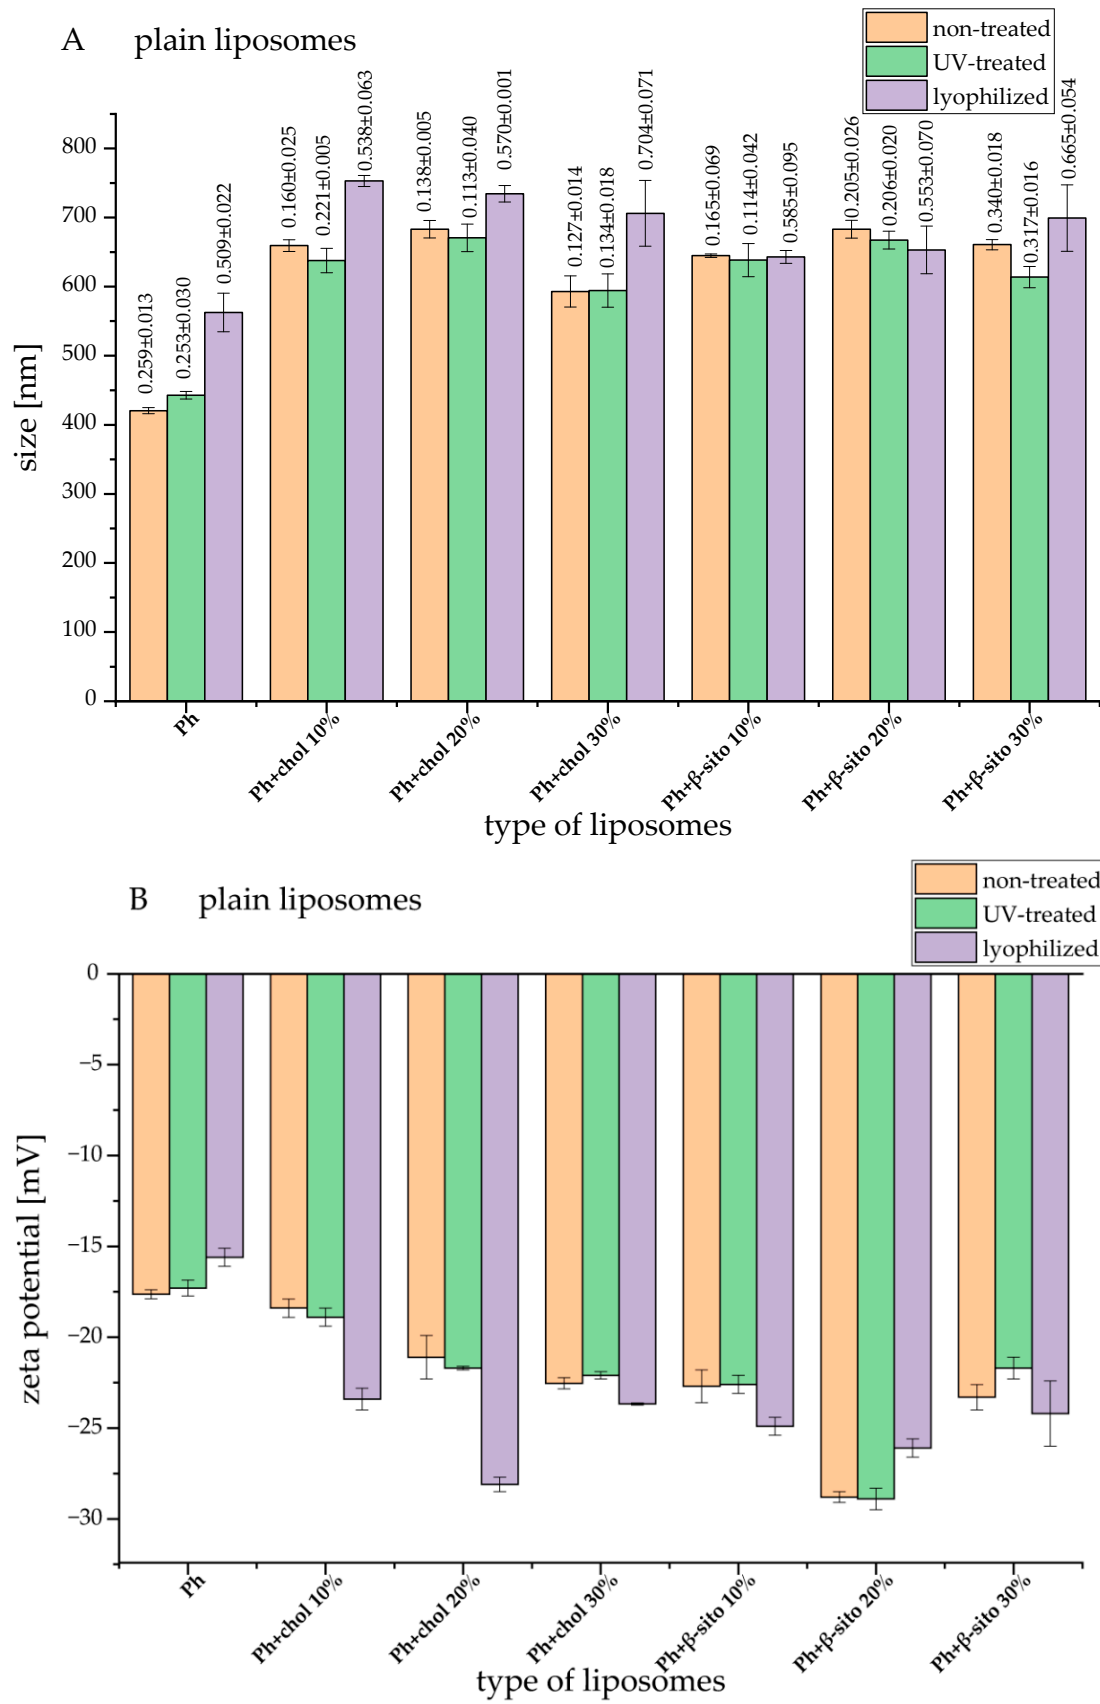 A plain liposomes
non-treated
UV-treated
lyophilized
0.259±0.013
0.253±0.030
0.509±0.022
0.160±0.025
0.221±0.005
0.538±0.063
0.138±0.005
0.113±0.040
0.570±0.001
0.127±0.014
0.134±0.018
0.704±0.071
0.165±0.069
0.114±0.042
0.585±0.095
0.205±0.026
0.206±0.020
0.553±0.070
0.340±0.018
0.317±0.016
0.665±0.054
800
700
600
500
400
300
200
100
0
size [nm]
Ph
Ph+chol 10%
Ph+chol 20%
Ph+chol 30%
Ph+β-sito 10%
Ph+β-sito 20%
Ph+β-sito 30%
type of liposomes
B plain liposomes
non-treated
UV-treated
lyophilized
0
−5
−10
−15
−20
−25
−30
zeta potential [mV]
Ph
Ph+chol 10%
Ph+chol 20%
Ph+chol 30%
Ph+β-sito 10%
Ph+β-sito 20%
Ph+β-sito 30%
type of liposomes